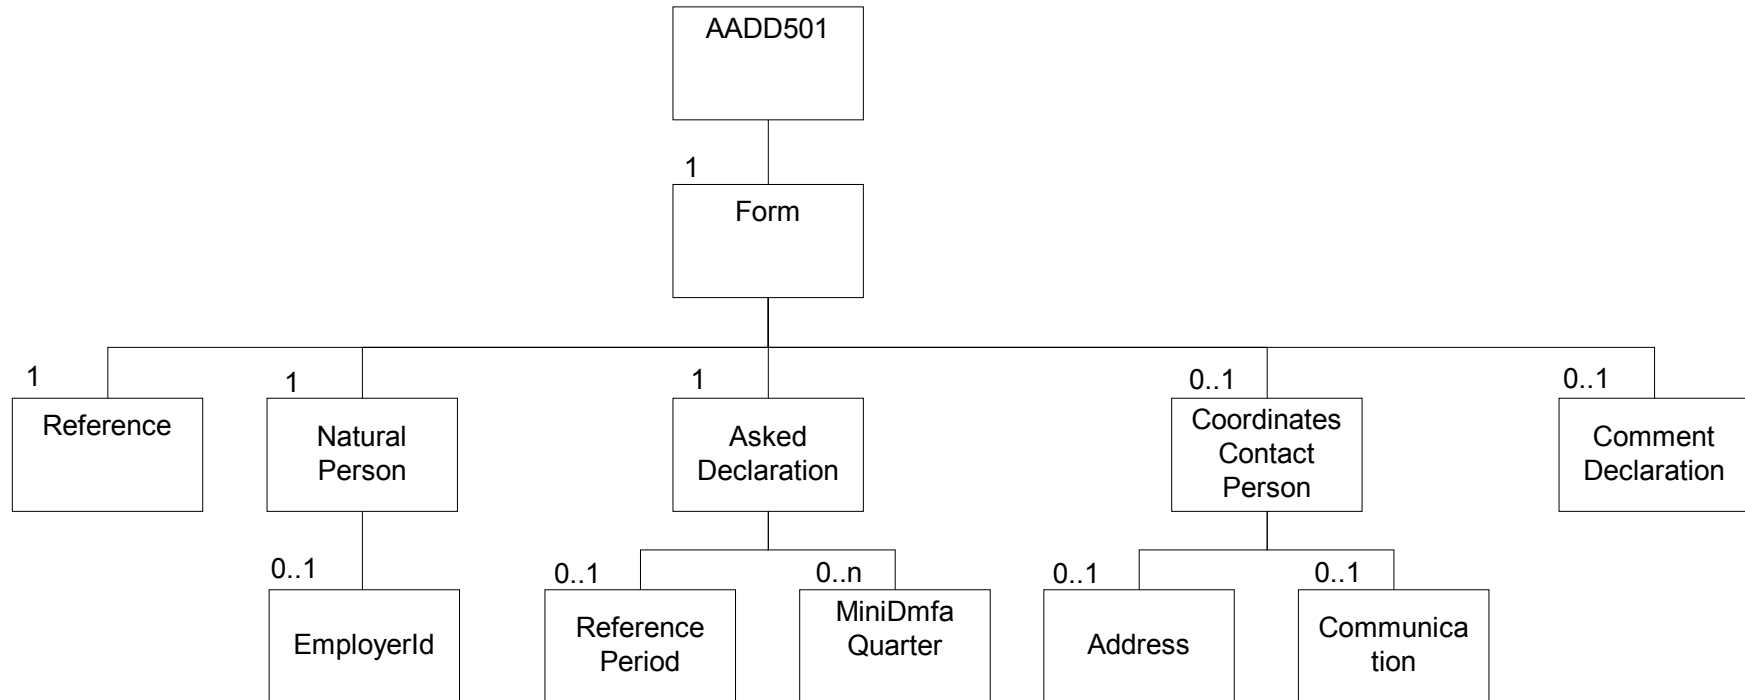 AADD501
1
Form
1
1
1
0..1
0..1
Reference
Natural
Person
Asked
Declaration
Coordinates
Contact
Person
Comment
Declaration
0..1
0..1
0..n
0..1
0..1
EmployerId
Reference
Period
MiniDmfa
Quarter
Address
Communica
tion